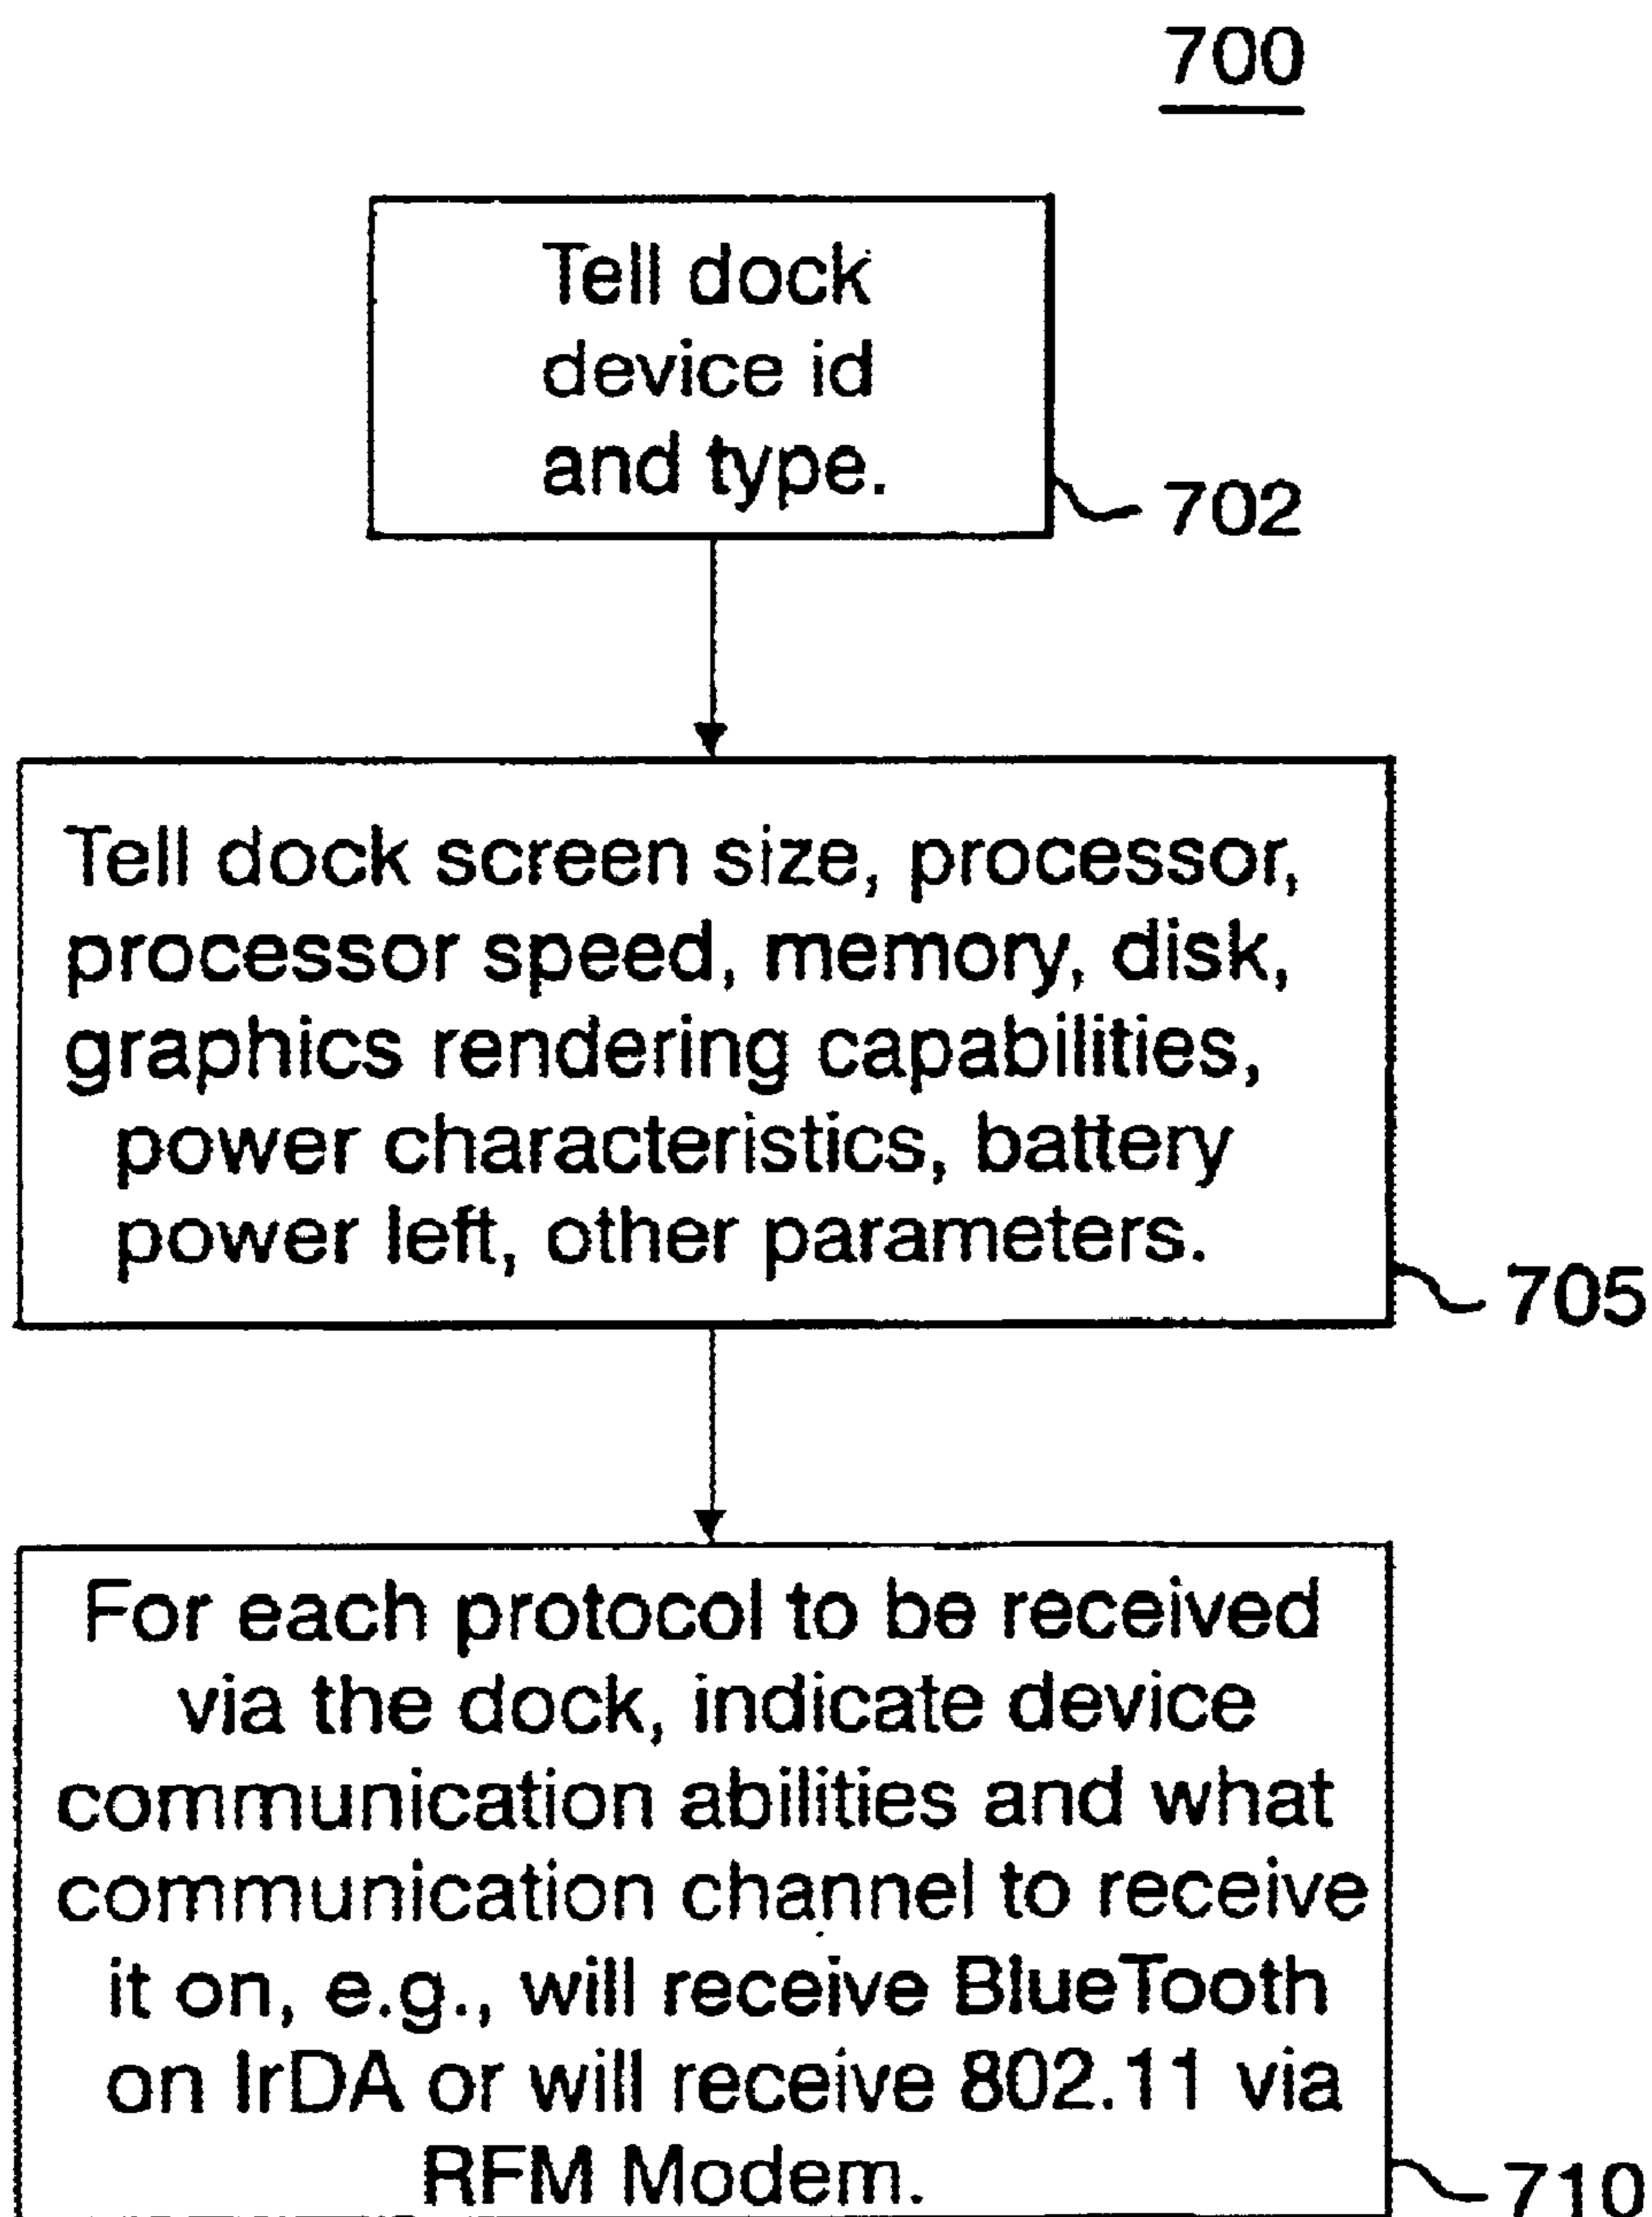 700
Tell dock
device id
and type.
702
Tell dock screen size, processor,
processor speed, memory, disk,
graphics rendering capabilities,
power characteristics, battery
power left, other parameters.
705
For each protocol to be received
via the dock, indicate device
communication abilities and what
communication channel to receive
it on, e.g., will receive BlueTooth
on IrDA or will receive 802.11 via
RFM Modem.
710